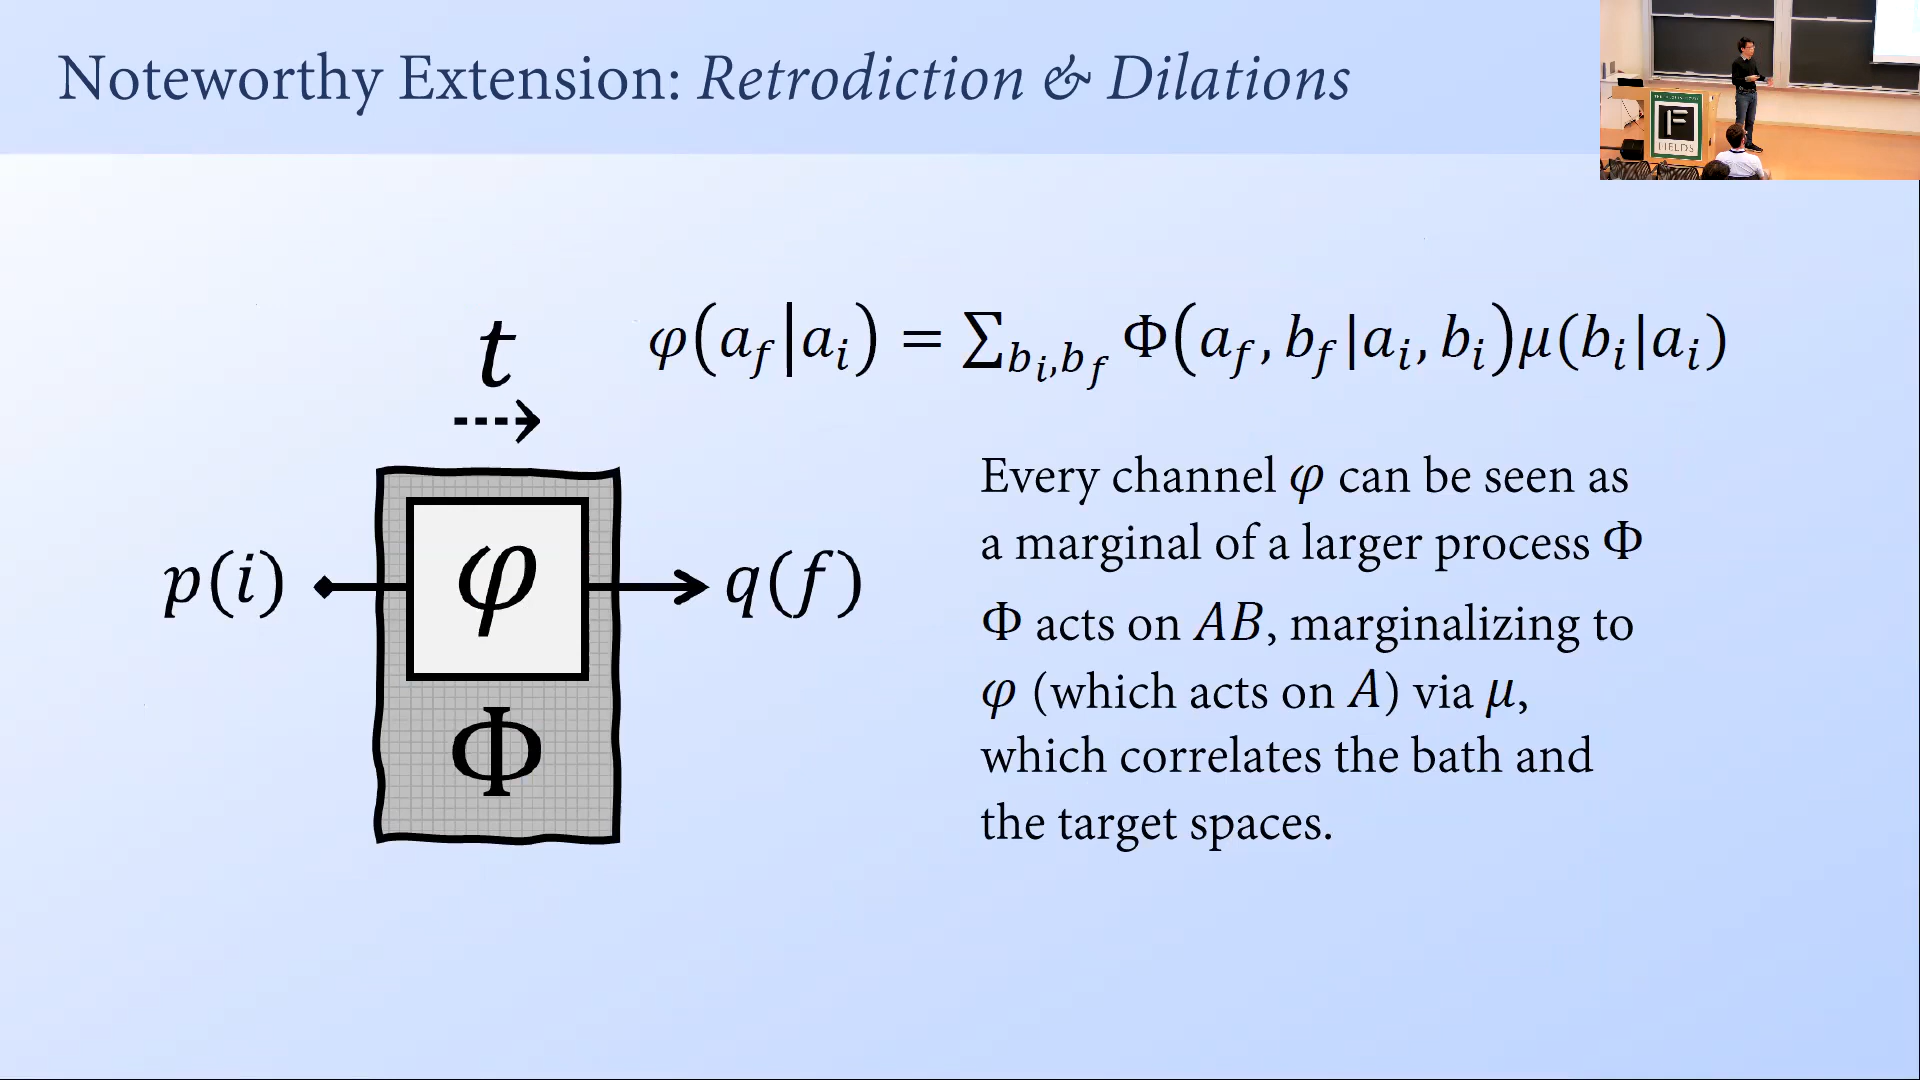 Noteworthy Extension: Retrodiction & Dilations
F
FIELDS
t
φ(a_f|a_i) = ∑_{b_i,b_f} Φ(a_f, b_f|a_i, b_i)μ(b_i|a_i)
p(i)
φ
q(f)
Φ
Every channel φ can be seen as
a marginal of a larger process Φ
Φ acts on AB, marginalizing to
φ (which acts on A) via μ,
which correlates the bath and
the target spaces.